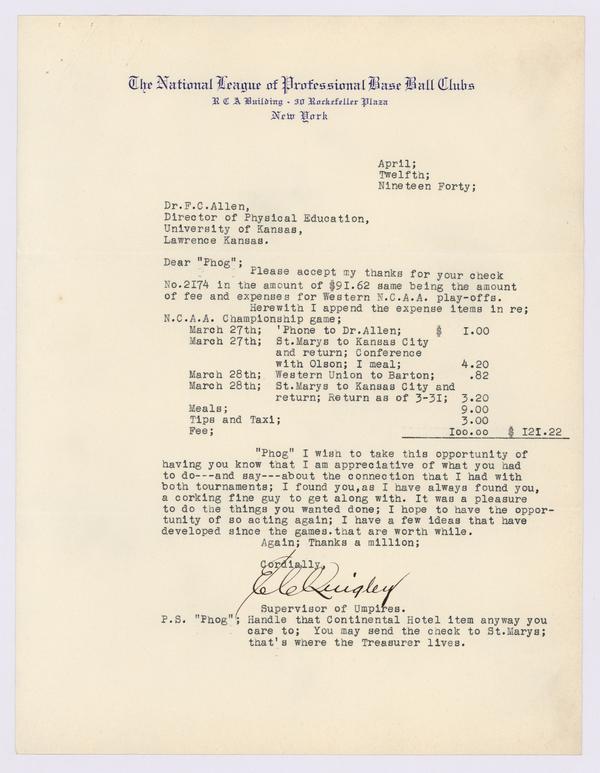 The National League of Professional Base Ball Clubs
R C A Building - 30 Rockefeller Plaza
New York
April;
Twelfth;
Nineteen Forty;
Dr.F.C.Allen,
Director of Physical Education,
University of Kansas,
Lawrence Kansas.
Dear "Phog";
Please accept my thanks for your check
No.2I74 in the amount of $9I.62 same being the amount
of fee and expenses for Western N.C.A.A. play-offs.
Herewith I append the expense items in re;
N.C.A.A. Championship game;
March 27th; 'Phone to Dr.Allen; $ I.00
March 27th; St.Marys to Kansas City
and return; Conference
with Olson; I meal; 4.20
March 28th; Western Union to Barton; .82
March 28th; St.Marys to Kansas City and
return; Return as of 3-3I; 3.20
Meals; 9.00
Tips and Taxi; 3.00
Fee; I00.00 $ I2I.22
"Phog" I wish to take this opportunity of
having you know that I am appreciative of what you had
to do---and say---about the connection that I had with
both tournaments; I found you,as I have always found you,
a corking fine guy to get along with. It was a pleasure
to do the things you wanted done; I hope to have the oppor-
tunity of so acting again; I have a few ideas that have
developed since the games.that are worth while.
Again; Thanks a million;
Cordially,
E C Quigley
Supervisor of Umpires.
P.S. "Phog"; Handle that Continental Hotel item anyway you
care to; You may send the check to St.Marys;
that's where the Treasurer lives.